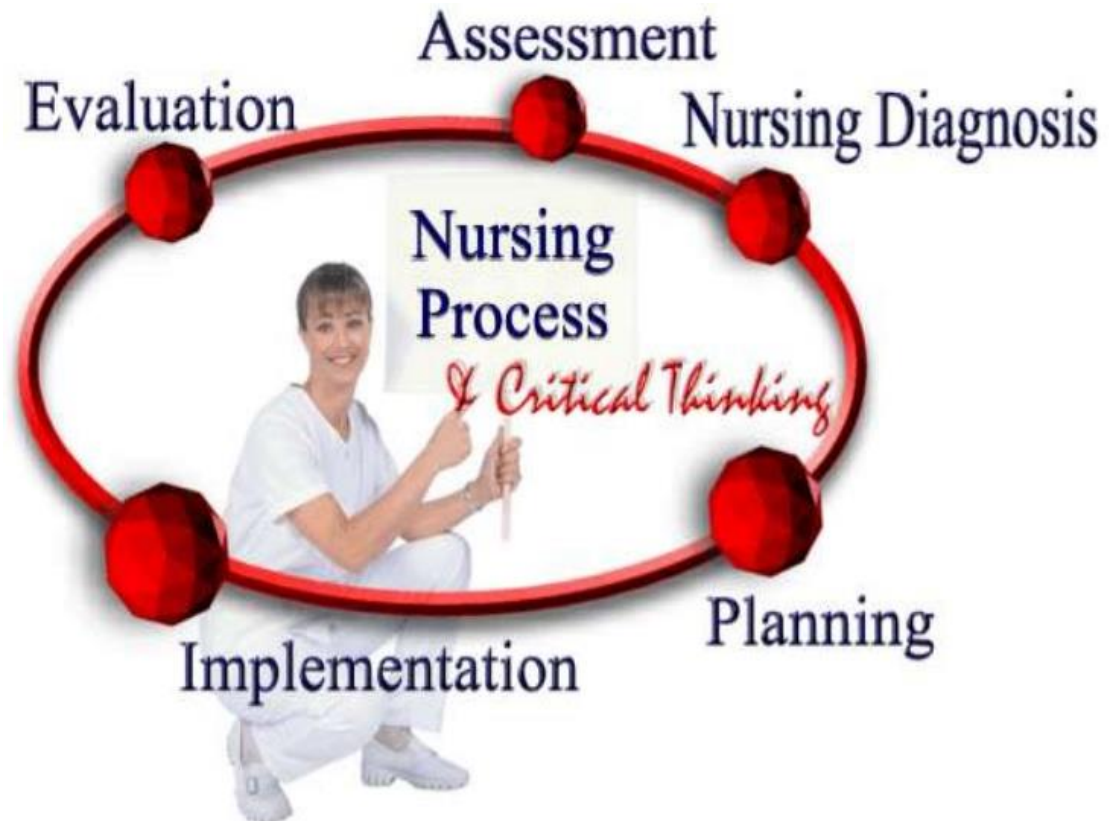 Assessment
Evaluation
Nursing Diagnosis
Nursing
Process
& Critical Thinking
Planning
Implementation